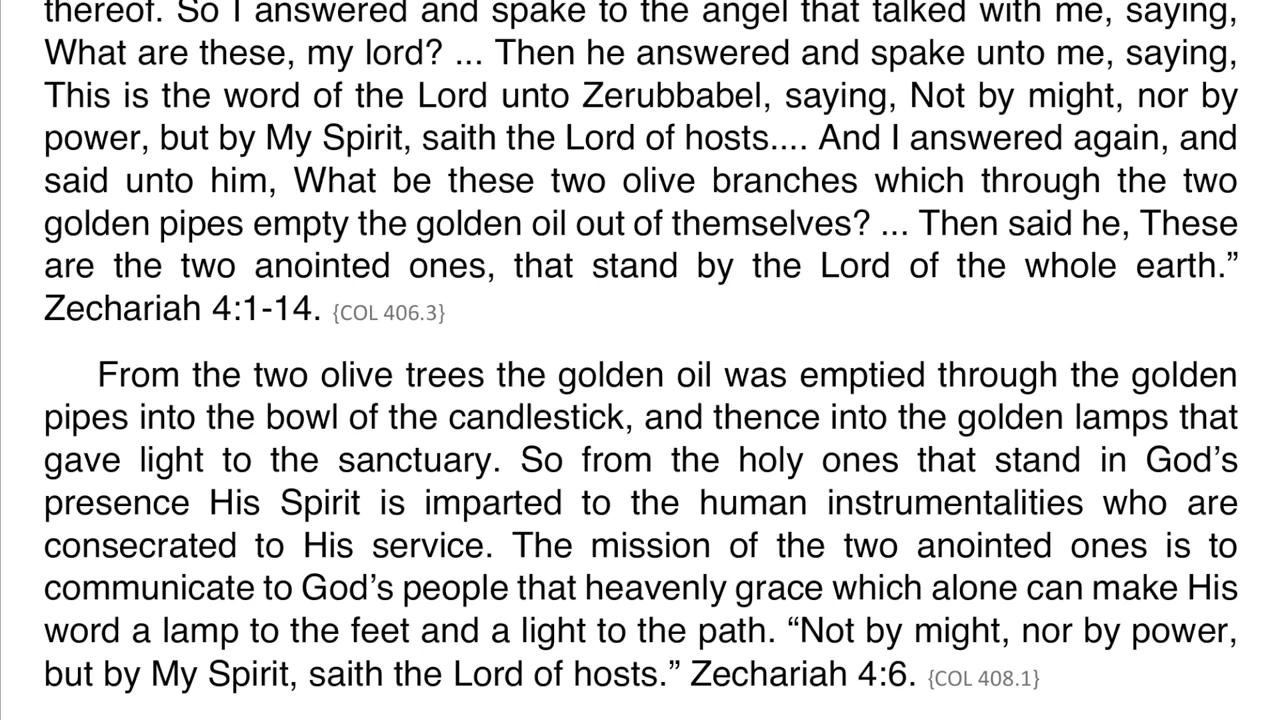 thereof. So I answered and spake to the angel that talked with me, saying,
What are these, my lord? ... Then he answered and spake unto me, saying,
This is the word of the Lord unto Zerubbabel, saying, Not by might, nor by
power, but by My Spirit, saith the Lord of hosts.... And I answered again, and
said unto him, What be these two olive branches which through the two
golden pipes empty the golden oil out of themselves? ... Then said he, These
are the two anointed ones, that stand by the Lord of the whole earth.”
Zechariah 4:1-14. {COL 406.3}
From the two olive trees the golden oil was emptied through the golden
pipes into the bowl of the candlestick, and thence into the golden lamps that
gave light to the sanctuary. So from the holy ones that stand in God’s
presence His Spirit is imparted to the human instrumentalities who are
consecrated to His service. The mission of the two anointed ones is to
communicate to God’s people that heavenly grace which alone can make His
word a lamp to the feet and a light to the path. “Not by might, nor by power,
but by My Spirit, saith the Lord of hosts.” Zechariah 4:6. {COL 408.1}